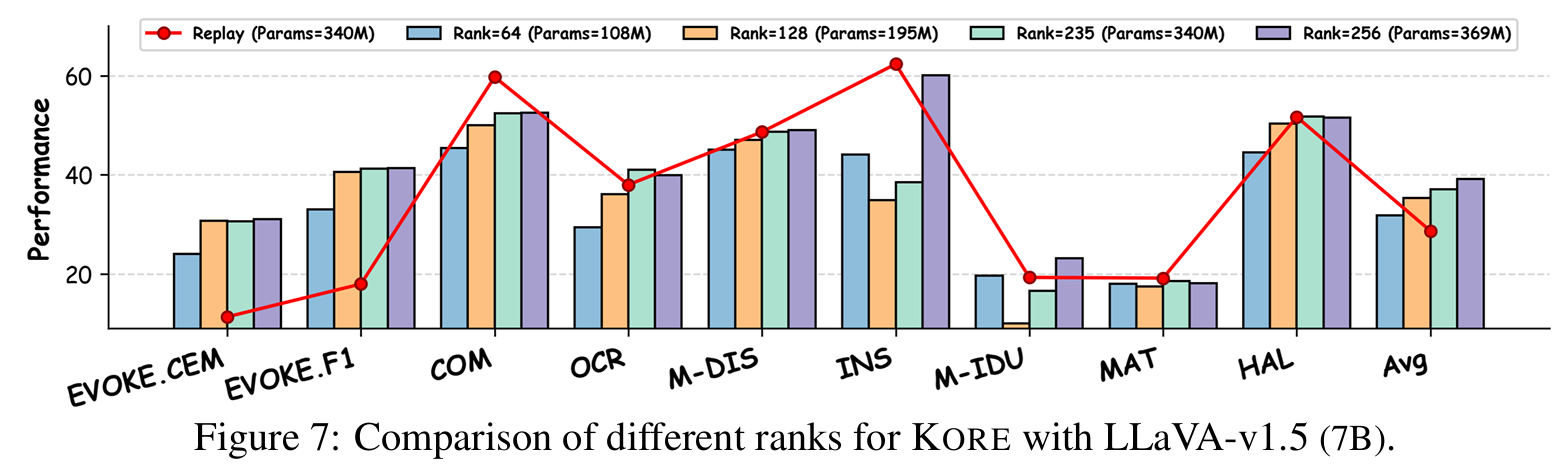 Replay (Params=340M) Rank=64 (Params=108M) Rank=128 (Params=195M) Rank=235 (Params=340M) Rank=256 (Params=369M)
Performance
60
40
20
EVOKE.CEM EVOKE.F1 COM OCR M-DIS INS M-IDU MAT HAL Avg
Figure 7: Comparison of different ranks for KORE with LLaVA-v1.5 (7B).